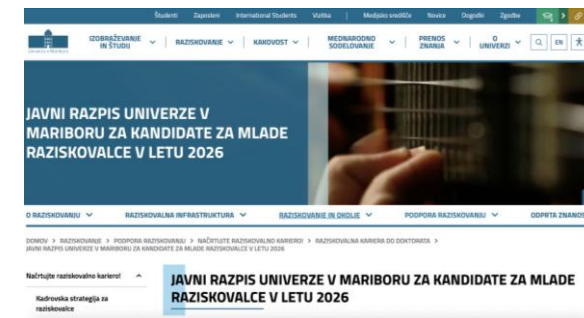 Študenti Zaposleni International Students Vizitka Medijsko središče Novice Dogodki Zgodbe
IZOBRAŽEVANJE IN ŠTUDIJ RAZISKOVANJE KAKOVOST MEDNARODNO SODELOVANJE PRENOS ZNANJA O UNIVERZI EN
JAVNI RAZPIS UNIVERZE V
MARIBORU ZA KANDIDATE ZA MLADE
RAZISKOVALCE V LETU 2026
O RAZISKOVANJU RAZISKOVALNA INFRASTRUKTURA RAZISKOVANJE IN OKOLJE PODPORA RAZISKOVANJU ODPRTA ZNANOS
DOMOV > RAZISKOVANJE > PODPORA RAZISKOVANJU > NAČRTUJTE RAZISKOVALNO KARIERO! > RAZISKOVALNA KARIERA DO DOKTORATA >
JAVNI RAZPIS UNIVERZE V MARIBORU ZA KANDIDATE ZA MLADE RAZISKOVALCE V LETU 2026
Načrtujte raziskovalno kariero!
Kadrovska strategija za
raziskovalce
JAVNI RAZPIS UNIVERZE V MARIBORU ZA KANDIDATE ZA MLADE
RAZISKOVALCE V LETU 2026